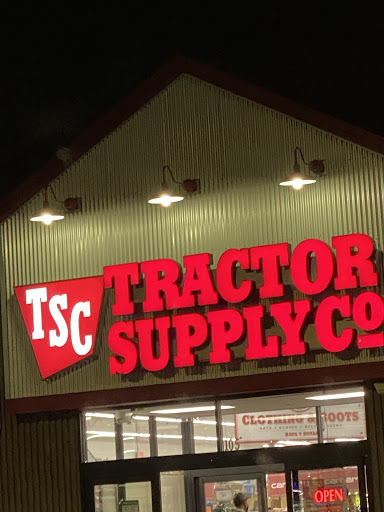 TSC
TRACTOR
SUPPLY CO
CLOTHING & BOOTS
OPEN